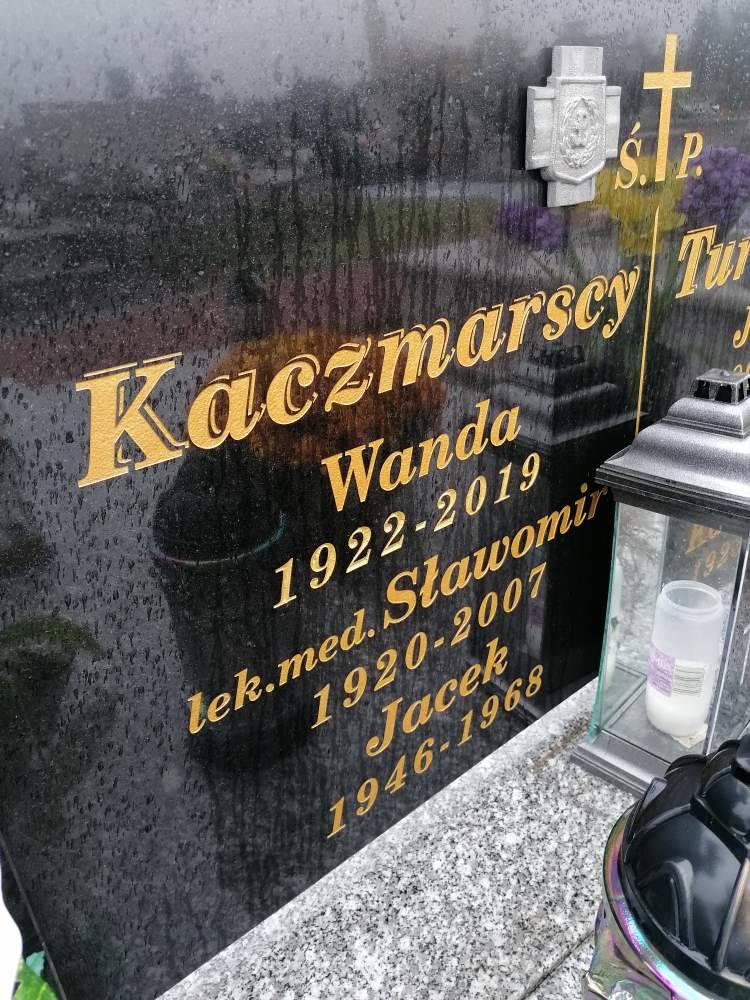 Ś. P.
Kaczmarscy
Wanda
1922-2019
lek.med. Sławomir
1920-2007
Jacek
1946-1968